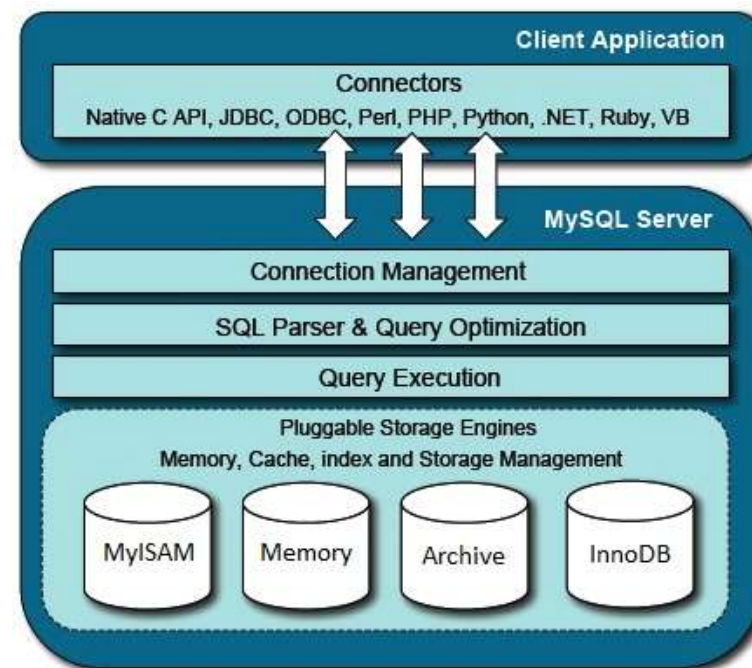 Client Application
Connectors
Native C API, JDBC, ODBC, Perl, PHP, Python, .NET, Ruby, VB
MySQL Server
Connection Management
SQL Parser & Query Optimization
Query Execution
Pluggable Storage Engines
Memory, Cache, index and Storage Management
MyISAM
Memory
Archive
InnoDB